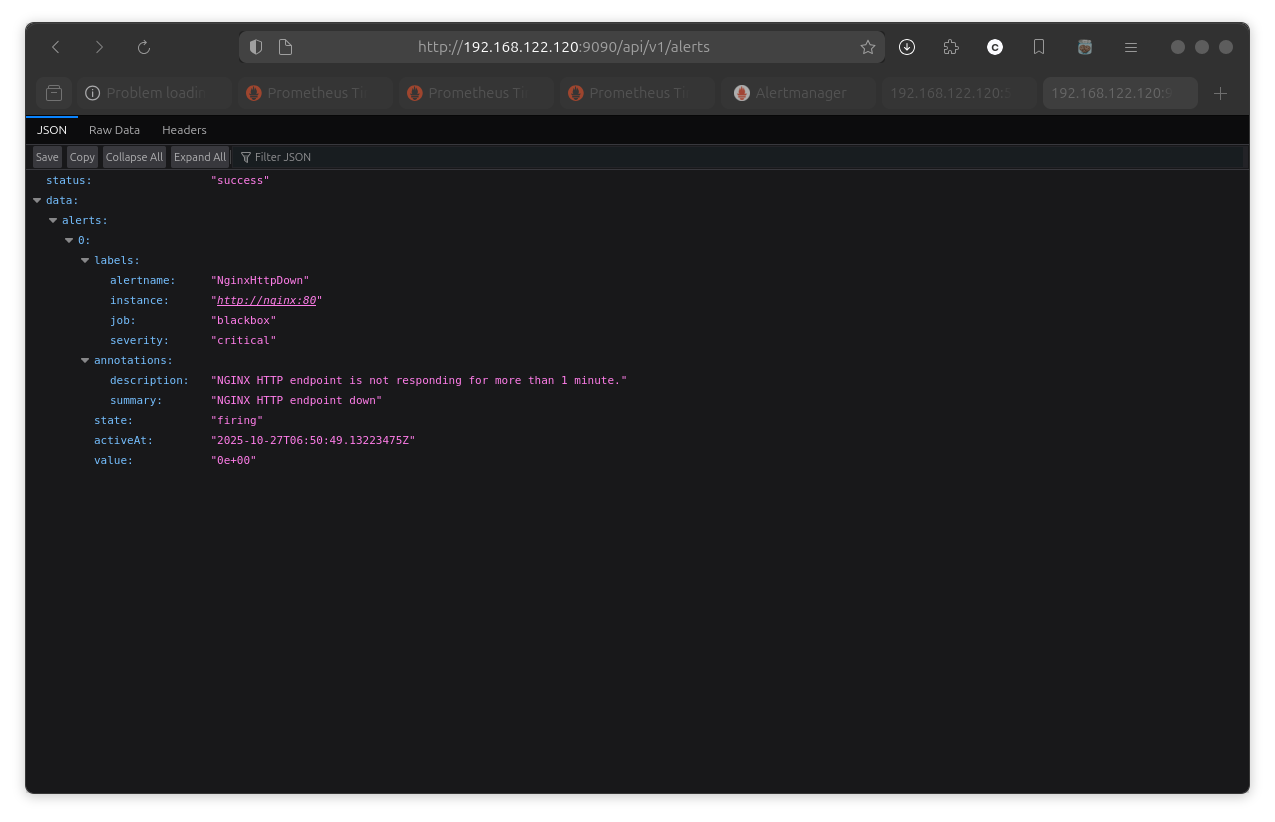 http://192.168.122.120:9090/api/v1/alerts
Problem loadin
Prometheus Ti
Prometheus Ti
Prometheus Ti
Alertmanager
192.168.122.120:
192.168.122.120:9
JSON
Raw Data
Headers
Save
Copy
Collapse All
Expand All
Filter JSON
status: "success"
data:
alerts:
0:
labels:
alertname: "NginxHttpDown"
instance: "http://nginx:80"
job: "blackbox"
severity: "critical"
annotations:
description: "NGINX HTTP endpoint is not responding for more than 1 minute."
summary: "NGINX HTTP endpoint down"
state: "firing"
activeAt: "2025-10-27T06:50:49.13223475Z"
value: "0e+00"